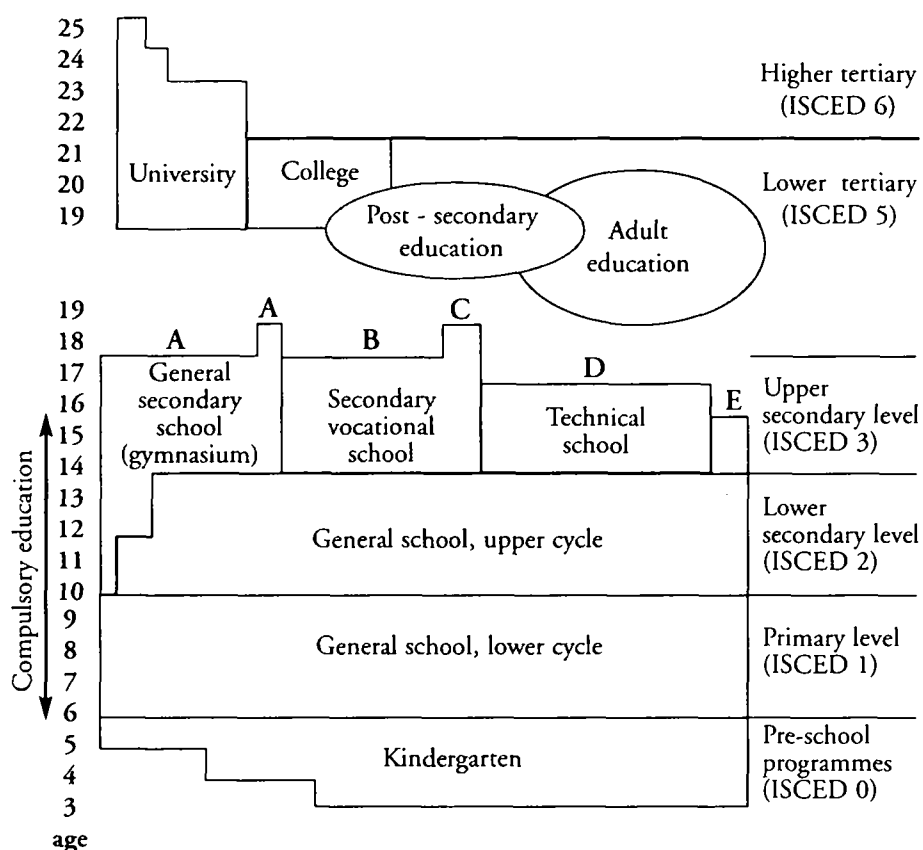 25
24
23
22
21
20
19
University
College
Post - secondary
education
Adult
education
Higher tertiary
(ISCED 6)
Lower tertiary
(ISCED 5)
19
18
17
16
15
14
13
12
11
10
9
8
7
6
5
4
3
age
Compulsory education
A
A
B
C
D
E
General
secondary
school
(gymnasium)
Secondary
vocational
school
Technical
school
Upper
secondary level
(ISCED 3)
General school, upper cycle
Lower
secondary level
(ISCED 2)
General school, lower cycle
Primary level
(ISCED 1)
Kindergarten
Pre-school
programmes
(ISCED 0)